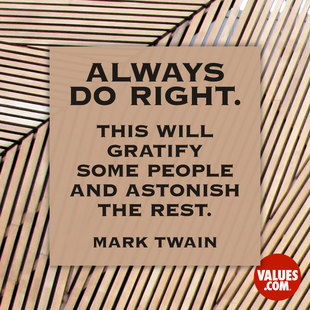 ALWAYS
DO RIGHT.
THIS WILL
GRATIFY
SOME PEOPLE
AND ASTONISH
THE REST.
MARK TWAIN
VALUES
.COM®